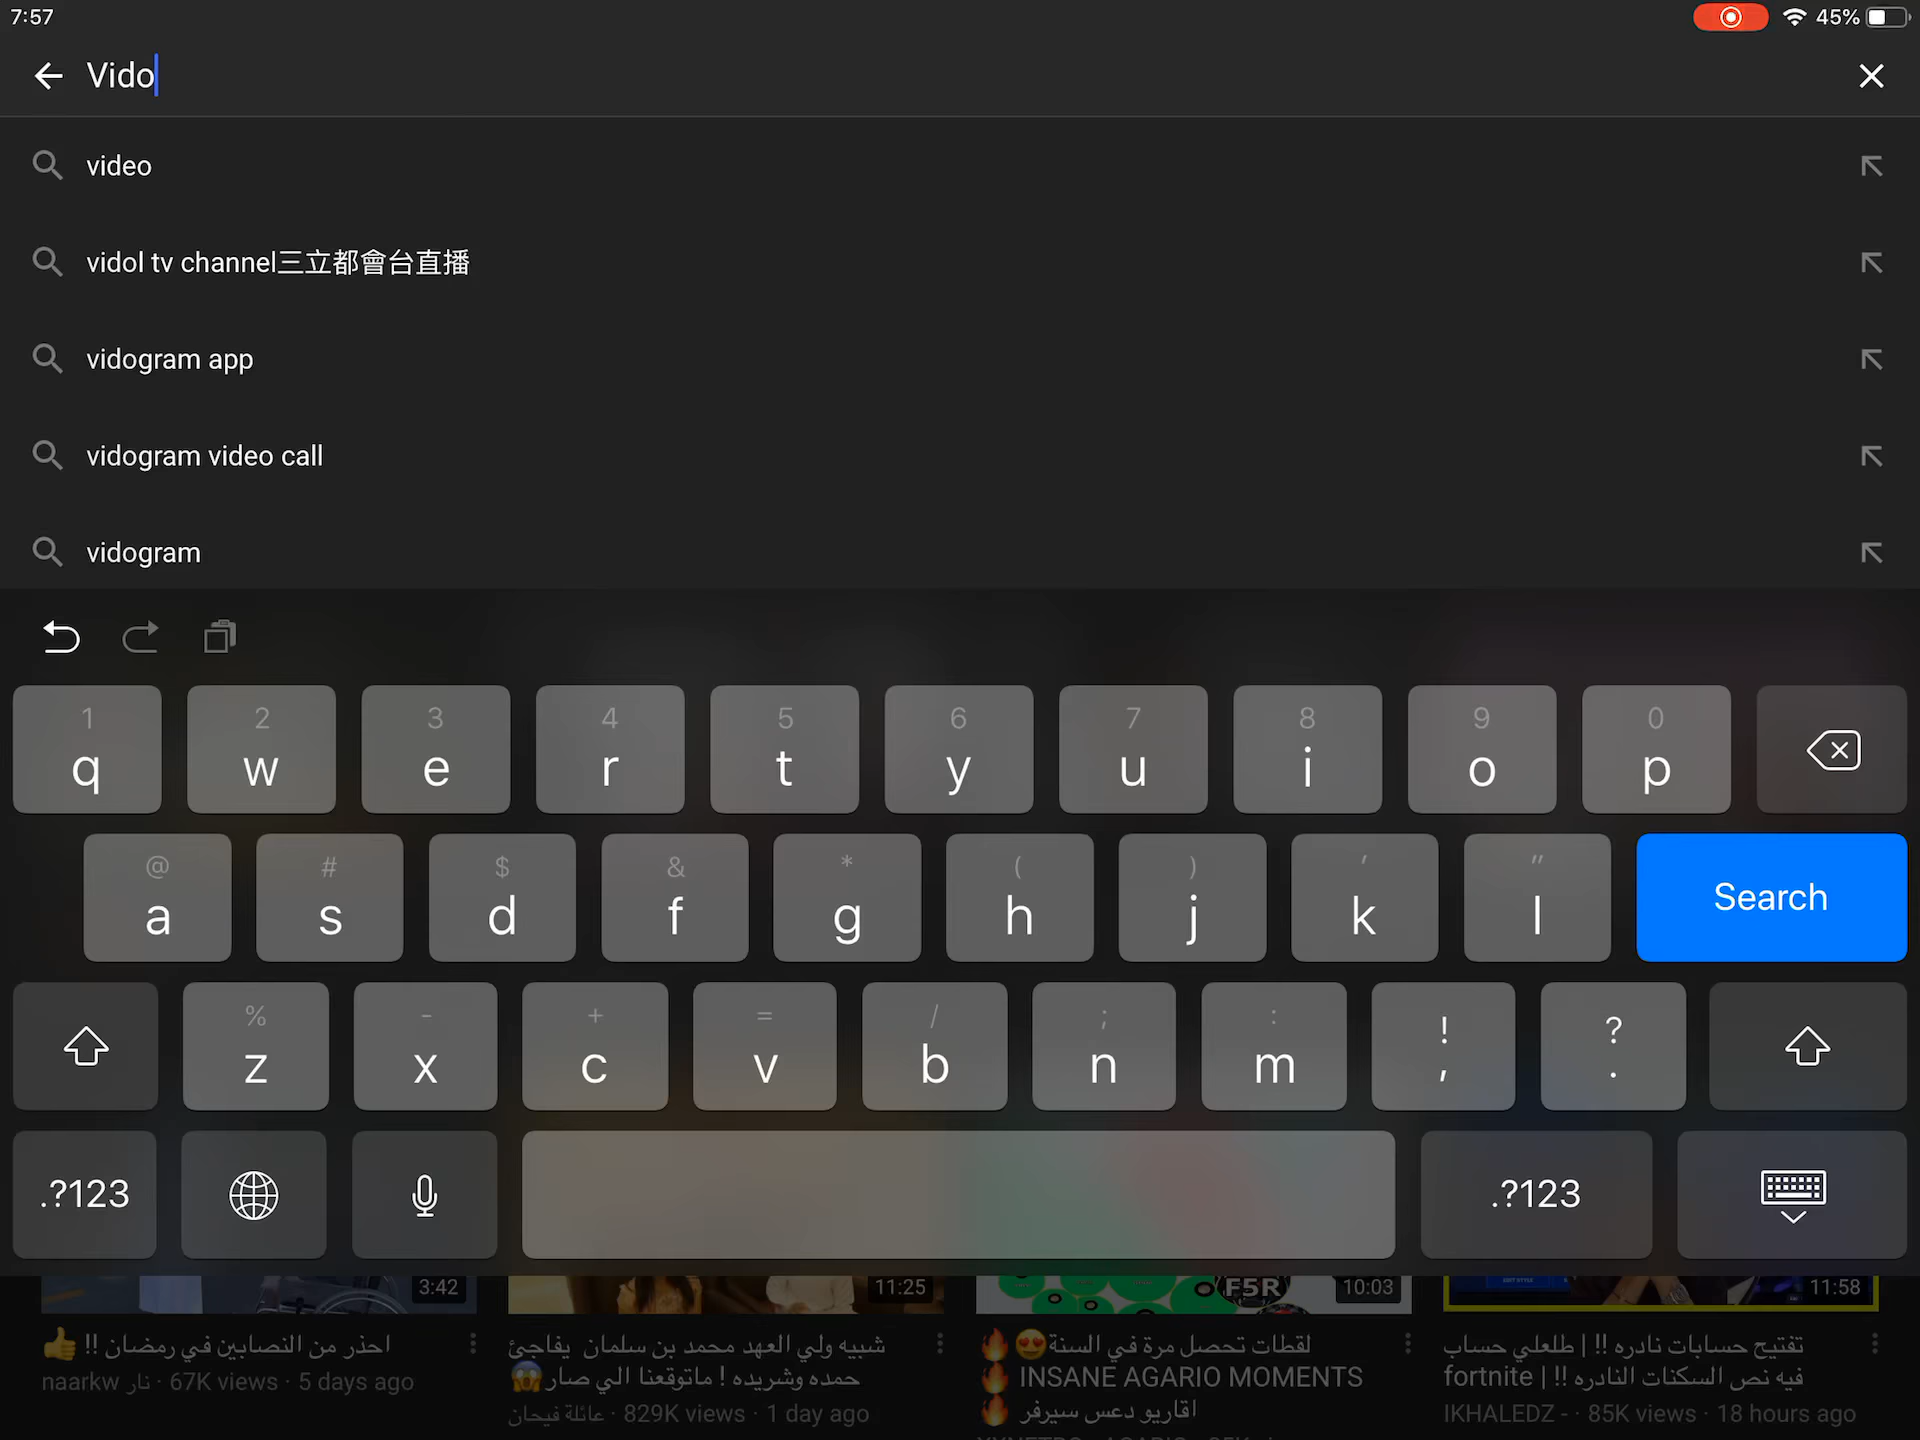 7:57
45%
Vido
video
vidol tv channel三立都會台直播
vidogram app
vidogram video call
vidogram
1 2 3 4 5 6 7 8 9 0
q w e r t y u i o p
@ # $ & * ( ) ' "
a s d f g h j k l Search
% - + = / ; : ! ?
z x c v b n m , .
.?123 .?123
3:42
11:25
F5R
10:03
11:58
احذر من النصابين في رمضان !! 👍
naarkw نار · 67K views · 5 days ago
شبيه ولي العهد محمد بن سلمان يفاجئ
حمده وشريده ! ماتوقعنا الي صار😱
عائلة فيحان · 829K views · 1 day ago
🔥😍لقطات تحصل مرة في السنة
🔥 INSANE AGARIO MOMENTS
🔥 اقاريو دعس سيرفر
تفتيح حسابات نادره !! | طلعلي حساب
fortnite | !! فيه نص السكنات النادره
IKHALEDZ - · 85K views · 18 hours ago